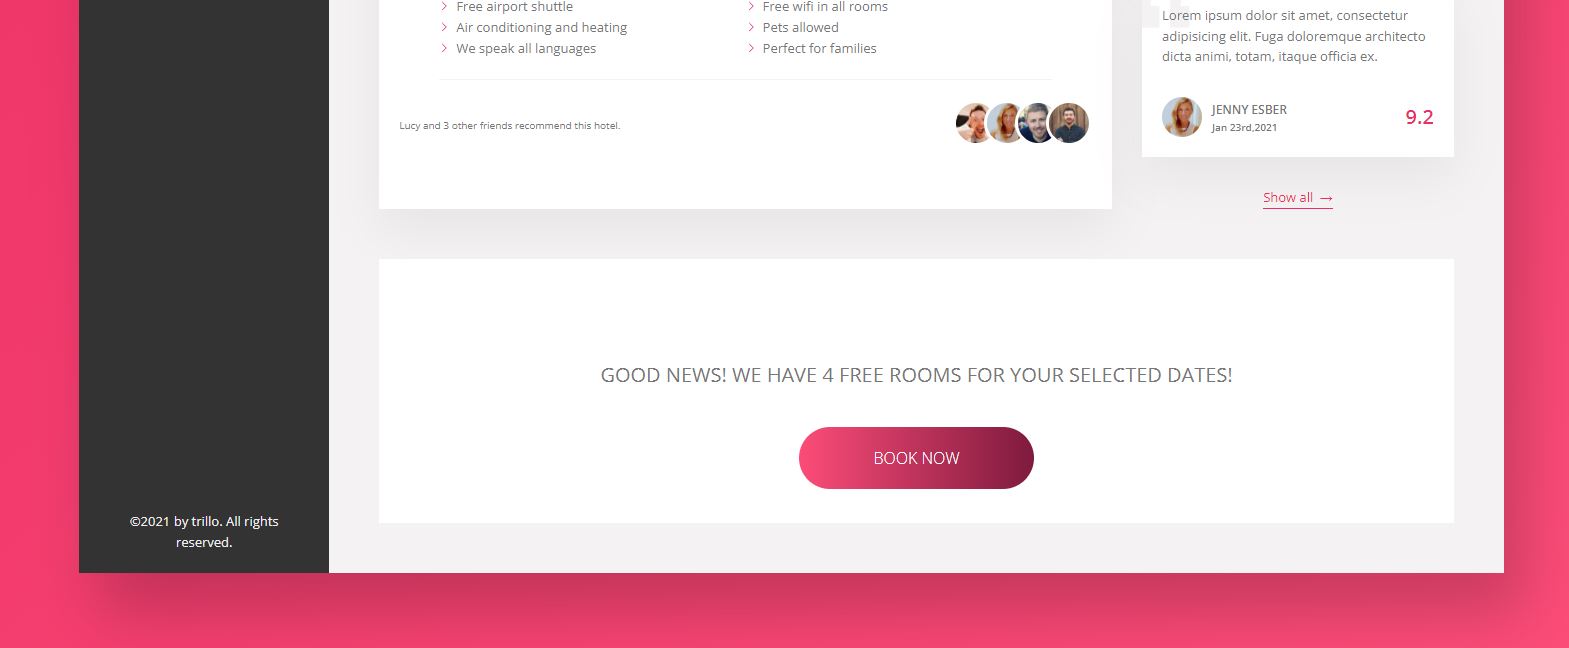 Free airport shuttle
Air conditioning and heating
We speak all languages
Free wifi in all rooms
Pets allowed
Perfect for families
Lucy and 3 other friends recommend this hotel.
Lorem ipsum dolor sit amet, consectetur
adipisicing elit. Fuga doloremque architecto
dicta animi, totam, itaque officia ex.
JENNY ESBER
Jan 23rd,2021
9.2
Show all →
GOOD NEWS! WE HAVE 4 FREE ROOMS FOR YOUR SELECTED DATES!
BOOK NOW
©2021 by trillo. All rights
reserved.